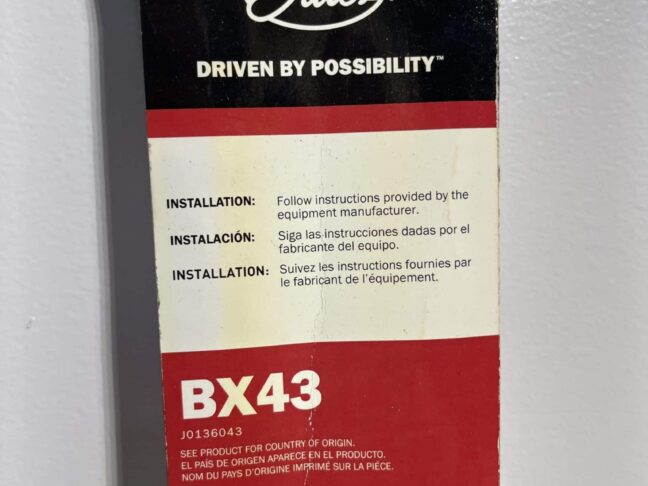 DRIVEN BY POSSIBILITY™
INSTALLATION: Follow instructions provided by the
equipment manufacturer.
INSTALACIÓN: Siga las instrucciones dadas por el
fabricante del equipo.
INSTALLATION: Suivez les instructions fournies par
le fabricant de l'équipement.
BX43
J0136043
SEE PRODUCT FOR COUNTRY OF ORIGIN.
EL PAÍS DE ORIGEN APARECE EN EL PRODUCTO.
NOM DU PAYS D'ORIGINE IMPRIMÉ SUR LA PIÈCE.